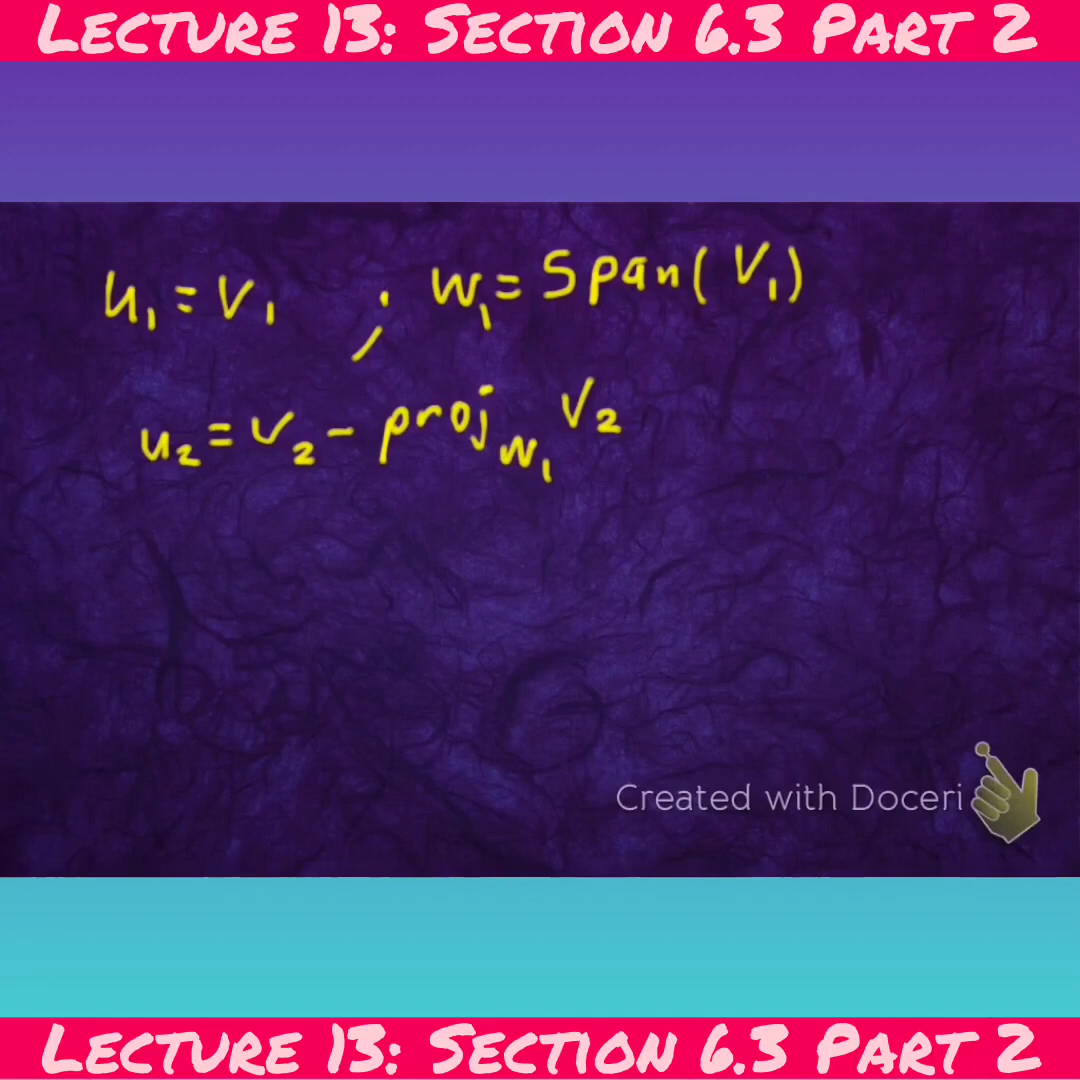 Lecture 13: Section 6.3 Part 2
u₁ = v₁ ; W₁ = Span(V₁)
u₂ = v₂ - proj_W₁ V₂
Created with Doceri
Lecture 13: Section 6.3 Part 2